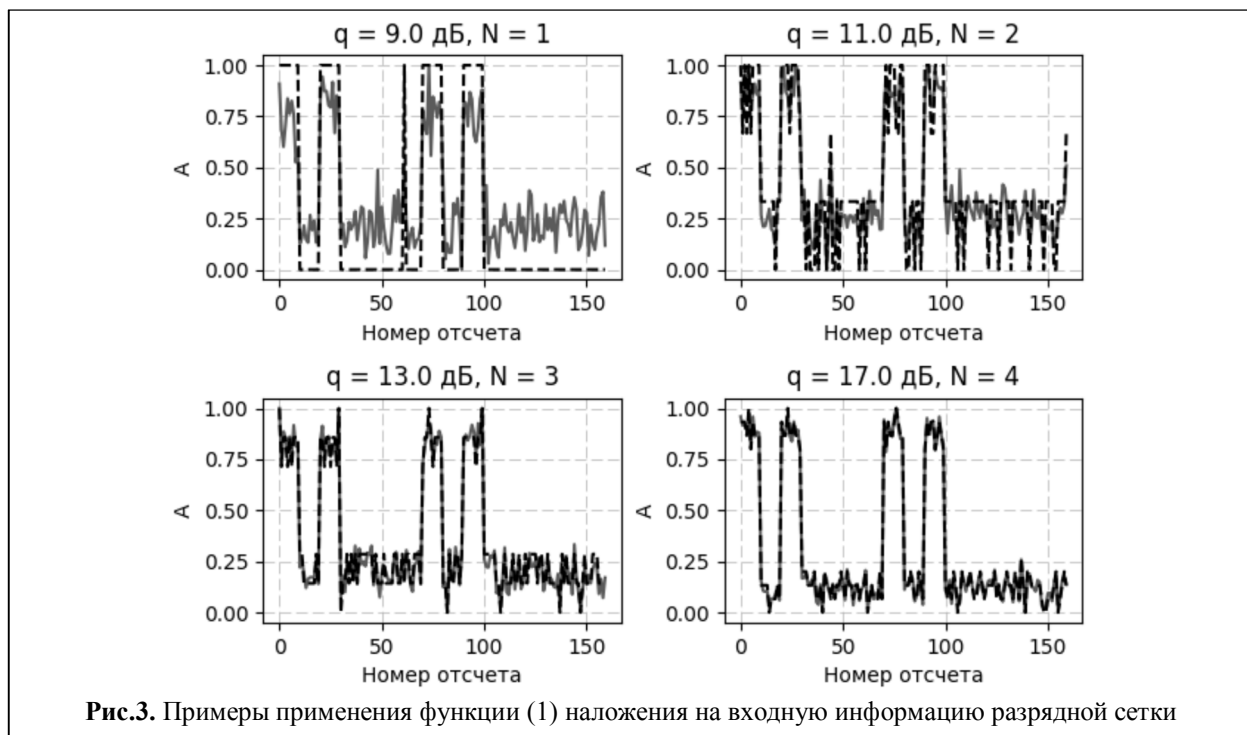 q = 9.0 дБ, N = 1
1.00
0.75
0.50
0.25
0.00
A
0
50
100
150
Номер отсчета
q = 11.0 дБ, N = 2
1.00
0.75
0.50
0.25
0.00
A
0
50
100
150
Номер отсчета
q = 13.0 дБ, N = 3
1.00
0.75
0.50
0.25
0.00
A
0
50
100
150
Номер отсчета
q = 17.0 дБ, N = 4
1.00
0.75
0.50
0.25
0.00
A
0
50
100
150
Номер отсчета
Рис.3. Примеры применения функции (1) наложения на входную информацию разрядной сетки